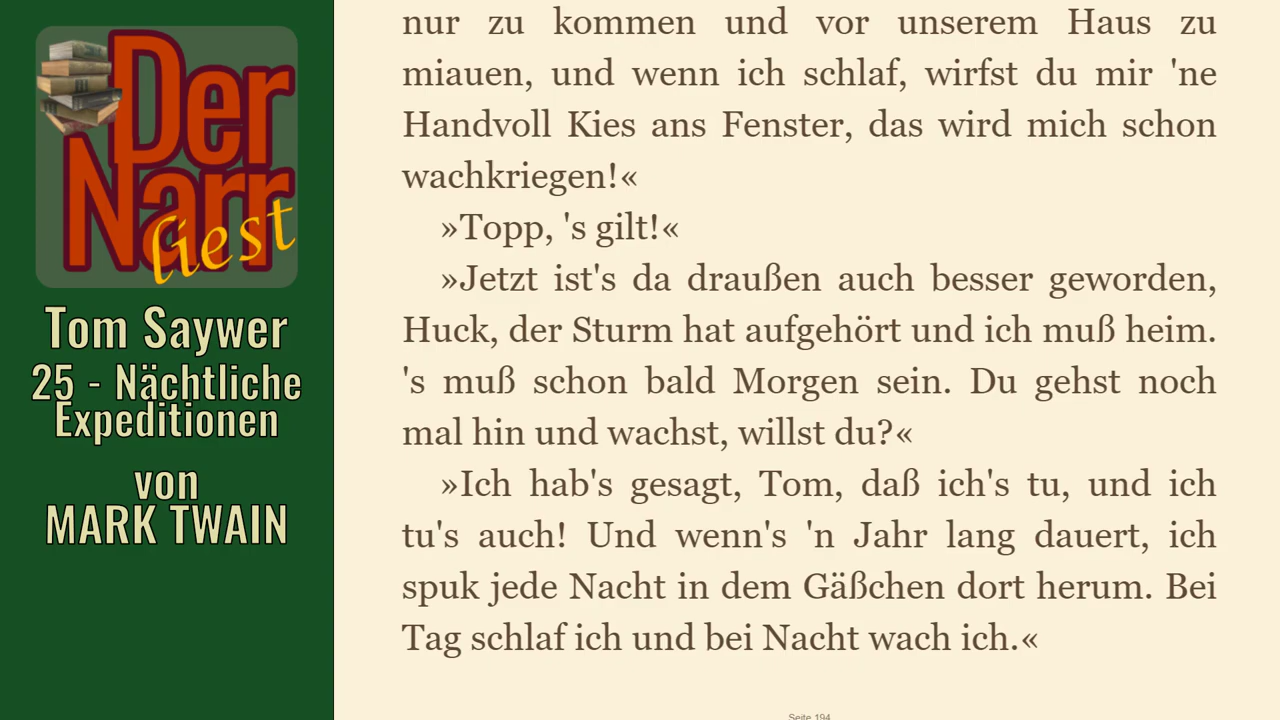 Der
Narr
liest
Tom Saywer
25 - Nächtliche
Expeditionen
von
MARK TWAIN
nur zu kommen und vor unserem Haus zu
miauen, und wenn ich schlaf, wirfst du mir 'ne
Handvoll Kies ans Fenster, das wird mich schon
wachkriegen!«
»Topp, 's gilt!«
»Jetzt ist's da draußen auch besser geworden,
Huck, der Sturm hat aufgehört und ich muß heim.
's muß schon bald Morgen sein. Du gehst noch
mal hin und wachst, willst du?«
»Ich hab's gesagt, Tom, daß ich's tu, und ich
tu's auch! Und wenn's 'n Jahr lang dauert, ich
spuk jede Nacht in dem Gäßchen dort herum. Bei
Tag schlaf ich und bei Nacht wach ich.«
Seite 194